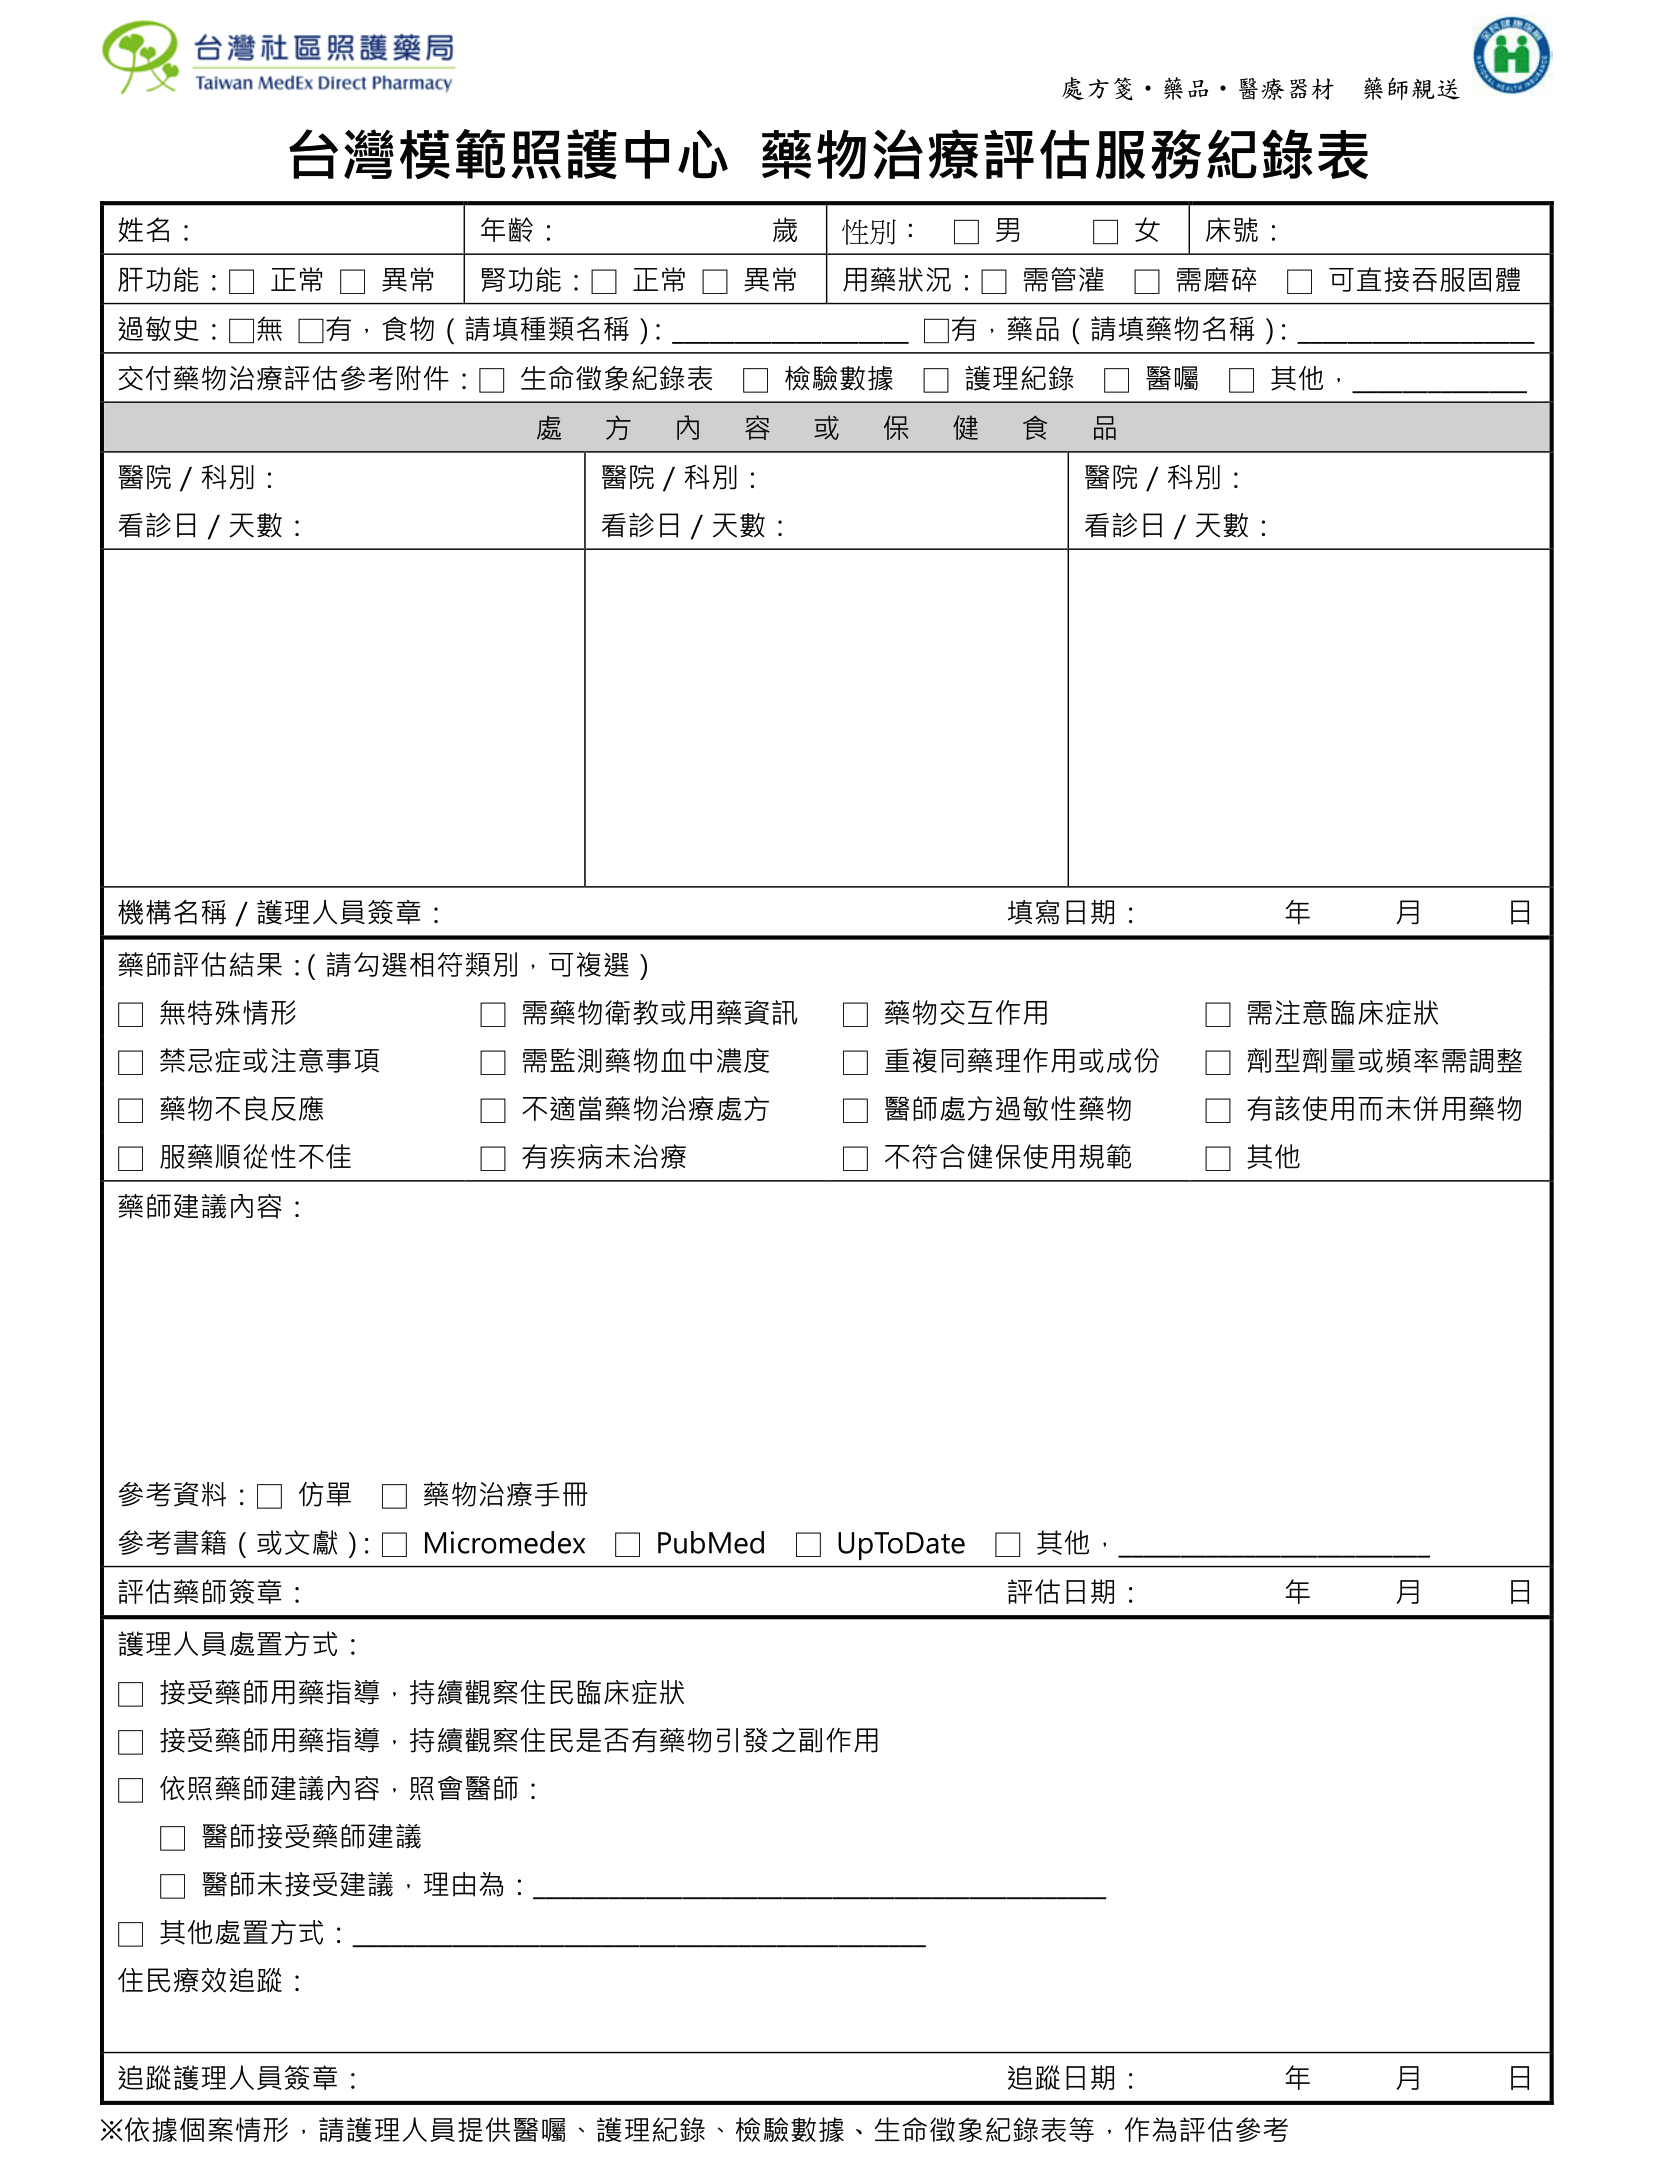 台灣社區照護藥局
Taiwan MedEx Direct Pharmacy
處方箋•藥品•醫療器材 藥師親送
全民健康保險
NATIONAL HEALTH INSURANCE
台灣模範照護中心 藥物治療評估服務紀錄表
姓名： 年齡： 歲 性別： □ 男 □ 女 床號：
肝功能：□ 正常 □ 異常 腎功能：□ 正常 □ 異常 用藥狀況：□ 需管灌 □ 需磨碎 □ 可直接吞服固體
過敏史：□無 □有，食物（請填種類名稱）：_________________ □有，藥品（請填藥物名稱）：_________________
交付藥物治療評估參考附件：□ 生命徵象紀錄表 □ 檢驗數據 □ 護理紀錄 □ 醫囑 □ 其他，____________
處方內容或保健食品
醫院 / 科別： 醫院 / 科別： 醫院 / 科別：
看診日 / 天數： 看診日 / 天數： 看診日 / 天數：
機構名稱 / 護理人員簽章： 填寫日期： 年 月 日
藥師評估結果：（請勾選相符類別，可複選）
□ 無特殊情形 □ 需藥物衛教或用藥資訊 □ 藥物交互作用 □ 需注意臨床症狀
□ 禁忌症或注意事項 □ 需監測藥物血中濃度 □ 重複同藥理作用或成份 □ 劑型劑量或頻率需調整
□ 藥物不良反應 □ 不適當藥物治療處方 □ 醫師處方過敏性藥物 □ 有該使用而未併用藥物
□ 服藥順從性不佳 □ 有疾病未治療 □ 不符合健保使用規範 □ 其他
藥師建議內容：
參考資料：□ 仿單 □ 藥物治療手冊
參考書籍（或文獻）：□ Micromedex □ PubMed □ UpToDate □ 其他，______________________
評估藥師簽章： 評估日期： 年 月 日
護理人員處置方式：
□ 接受藥師用藥指導，持續觀察住民臨床症狀
□ 接受藥師用藥指導，持續觀察住民是否有藥物引發之副作用
□ 依照藥師建議內容，照會醫師：
□ 醫師接受藥師建議
□ 醫師未接受建議，理由為：_________________________________________
□ 其他處置方式：_________________________________________
住民療效追蹤：
追蹤護理人員簽章： 追蹤日期： 年 月 日
※依據個案情形，請護理人員提供醫囑、護理紀錄、檢驗數據、生命徵象紀錄表等，作為評估參考